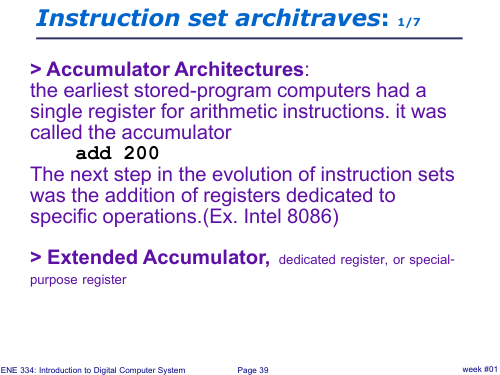 Instruction set architraves: 1/7
> Accumulator Architectures:
the earliest stored-program computers had a
single register for arithmetic instructions. it was
called the accumulator
add 200
The next step in the evolution of instruction sets
was the addition of registers dedicated to
specific operations.(Ex. Intel 8086)
> Extended Accumulator, dedicated register, or special-
purpose register
ENE 334: Introduction to Digital Computer System Page 39 week #01